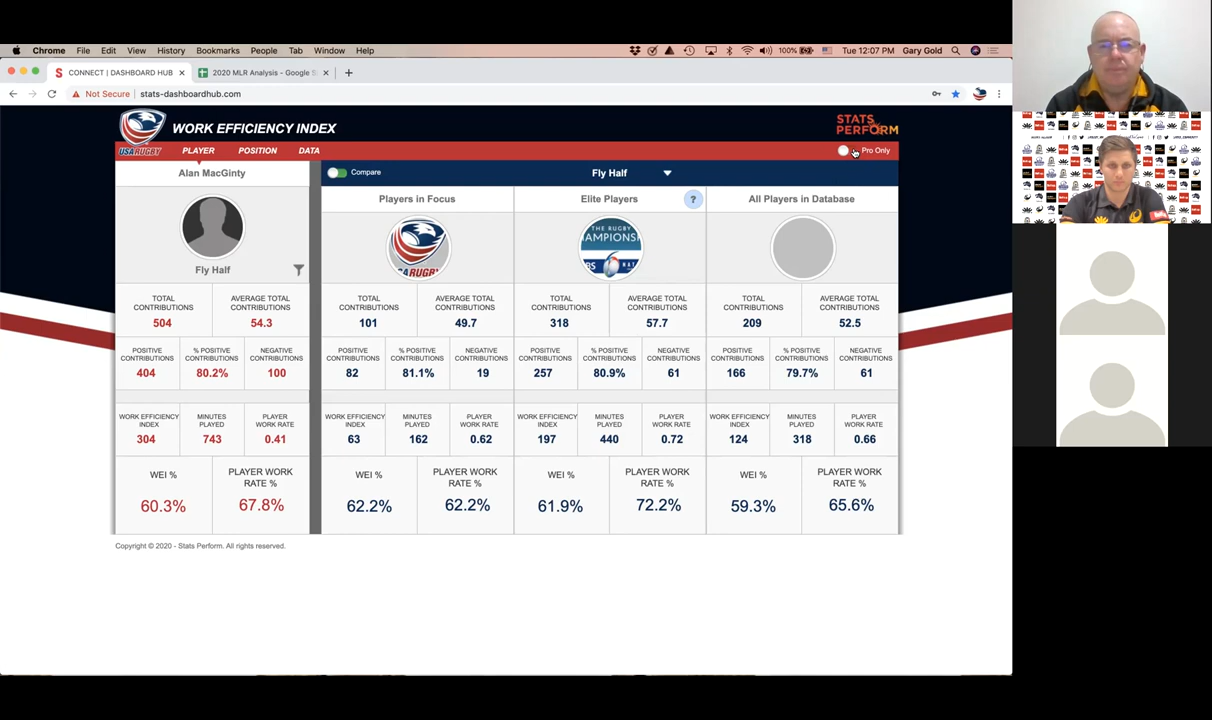 Chrome File Edit View History Bookmarks People Tab Window Help 100% Tue 12:07 PM Gary Gold
CONNECT | DASHBOARD HUB 2020 MLR Analysis - Google S
Not Secure stats-dashboardhub.com
WORK EFFICIENCY INDEX
STATS
PERFORM
USA RUGBY PLAYER POSITION DATA Pro Only
Alan MacGinty Compare Fly Half
Players in Focus Elite Players ? All Players in Database
THE RUGBY
Fly Half
TOTAL CONTRIBUTIONS AVERAGE TOTAL CONTRIBUTIONS TOTAL CONTRIBUTIONS AVERAGE TOTAL CONTRIBUTIONS TOTAL CONTRIBUTIONS AVERAGE TOTAL CONTRIBUTIONS TOTAL CONTRIBUTIONS AVERAGE TOTAL CONTRIBUTIONS
504 54.3 101 49.7 318 57.7 209 52.5
POSITIVE CONTRIBUTIONS % POSITIVE CONTRIBUTIONS NEGATIVE CONTRIBUTIONS POSITIVE CONTRIBUTIONS % POSITIVE CONTRIBUTIONS NEGATIVE CONTRIBUTIONS POSITIVE CONTRIBUTIONS % POSITIVE CONTRIBUTIONS NEGATIVE CONTRIBUTIONS POSITIVE CONTRIBUTIONS % POSITIVE CONTRIBUTIONS NEGATIVE CONTRIBUTIONS
404 80.2% 100 82 81.1% 19 257 80.9% 61 166 79.7% 61
WORK EFFICIENCY INDEX MINUTES PLAYED PLAYER WORK RATE WORK EFFICIENCY INDEX MINUTES PLAYED PLAYER WORK RATE WORK EFFICIENCY INDEX MINUTES PLAYED PLAYER WORK RATE WORK EFFICIENCY INDEX MINUTES PLAYED PLAYER WORK RATE
304 743 0.41 63 162 0.62 197 440 0.72 124 318 0.66
WEI % PLAYER WORK RATE % WEI % PLAYER WORK RATE % WEI % PLAYER WORK RATE % WEI % PLAYER WORK RATE %
60.3% 67.8% 62.2% 62.2% 61.9% 72.2% 59.3% 65.6%
Copyright © 2020 - Stats Perform. All rights reserved.